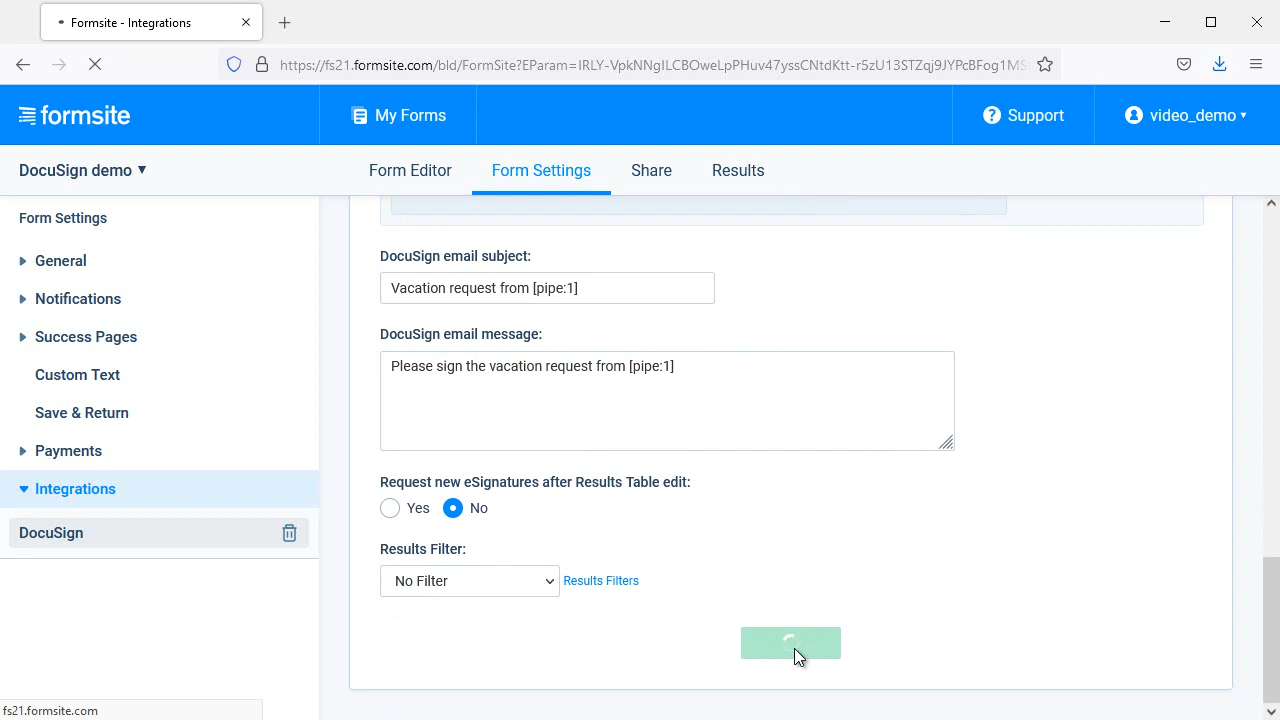 Formsite - Integrations
https://fs21.formsite.com/bld/FormSite?EParam=IRLY-VpkNNgILCBOweLpPHuv47yssCNtdKtt-r5zU13STZqj9JYPcBFog1MS
formsite
My Forms
Support
video_demo
DocuSign demo
Form Editor
Form Settings
Share
Results
Form Settings
General
Notifications
Success Pages
Custom Text
Save & Return
Payments
Integrations
DocuSign
DocuSign email subject:
Vacation request from [pipe:1]
DocuSign email message:
Please sign the vacation request from [pipe:1]
Request new eSignatures after Results Table edit:
Yes No
Results Filter:
No Filter Results Filters
fs21.formsite.com